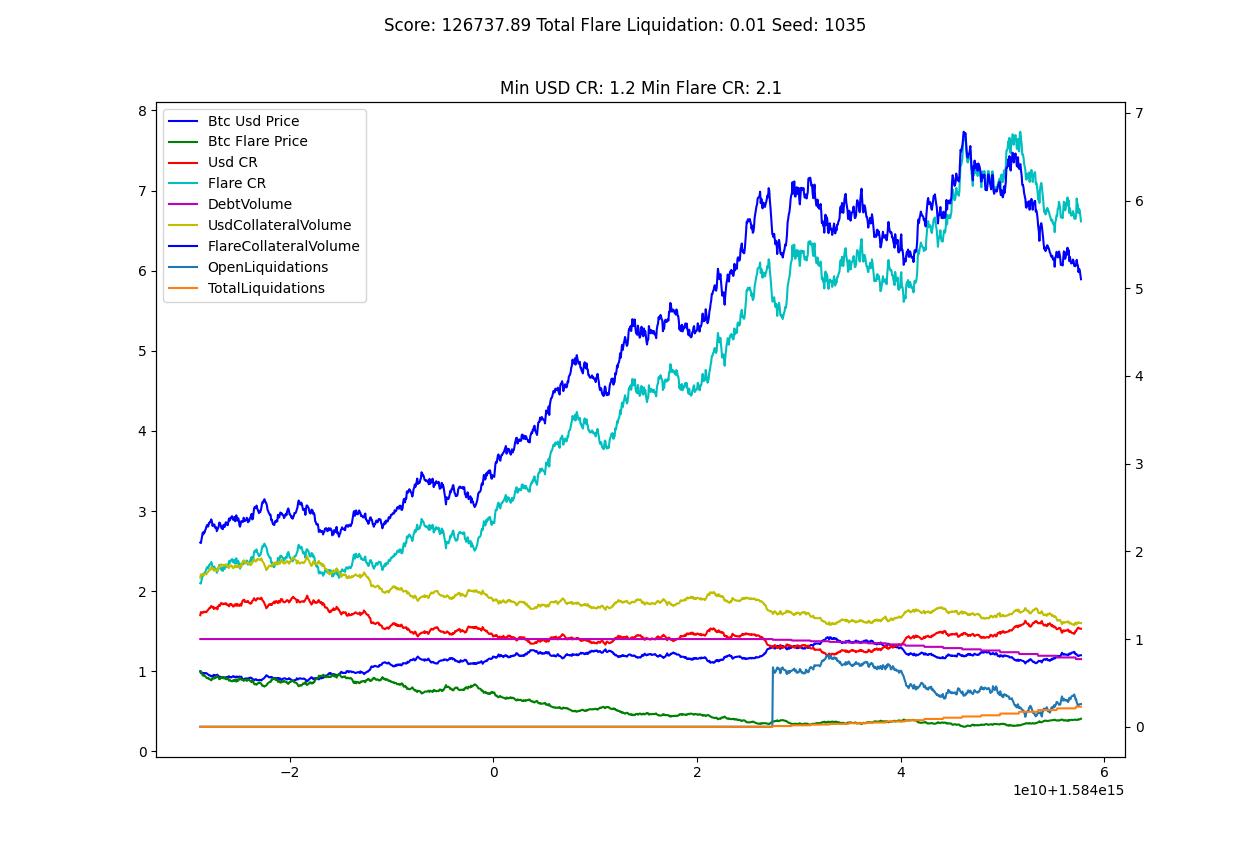 Score: 126737.89 Total Flare Liquidation: 0.01 Seed: 1035
Min USD CR: 1.2 Min Flare CR: 2.1
Btc Usd Price
Btc Flare Price
Usd CR
Flare CR
DebtVolume
UsdCollateralVolume
FlareCollateralVolume
OpenLiquidations
TotalLiquidations
8
7
6
5
4
3
2
1
0
7
6
5
4
3
2
1
0
−2
0
2
4
6
1e10+1.584e15